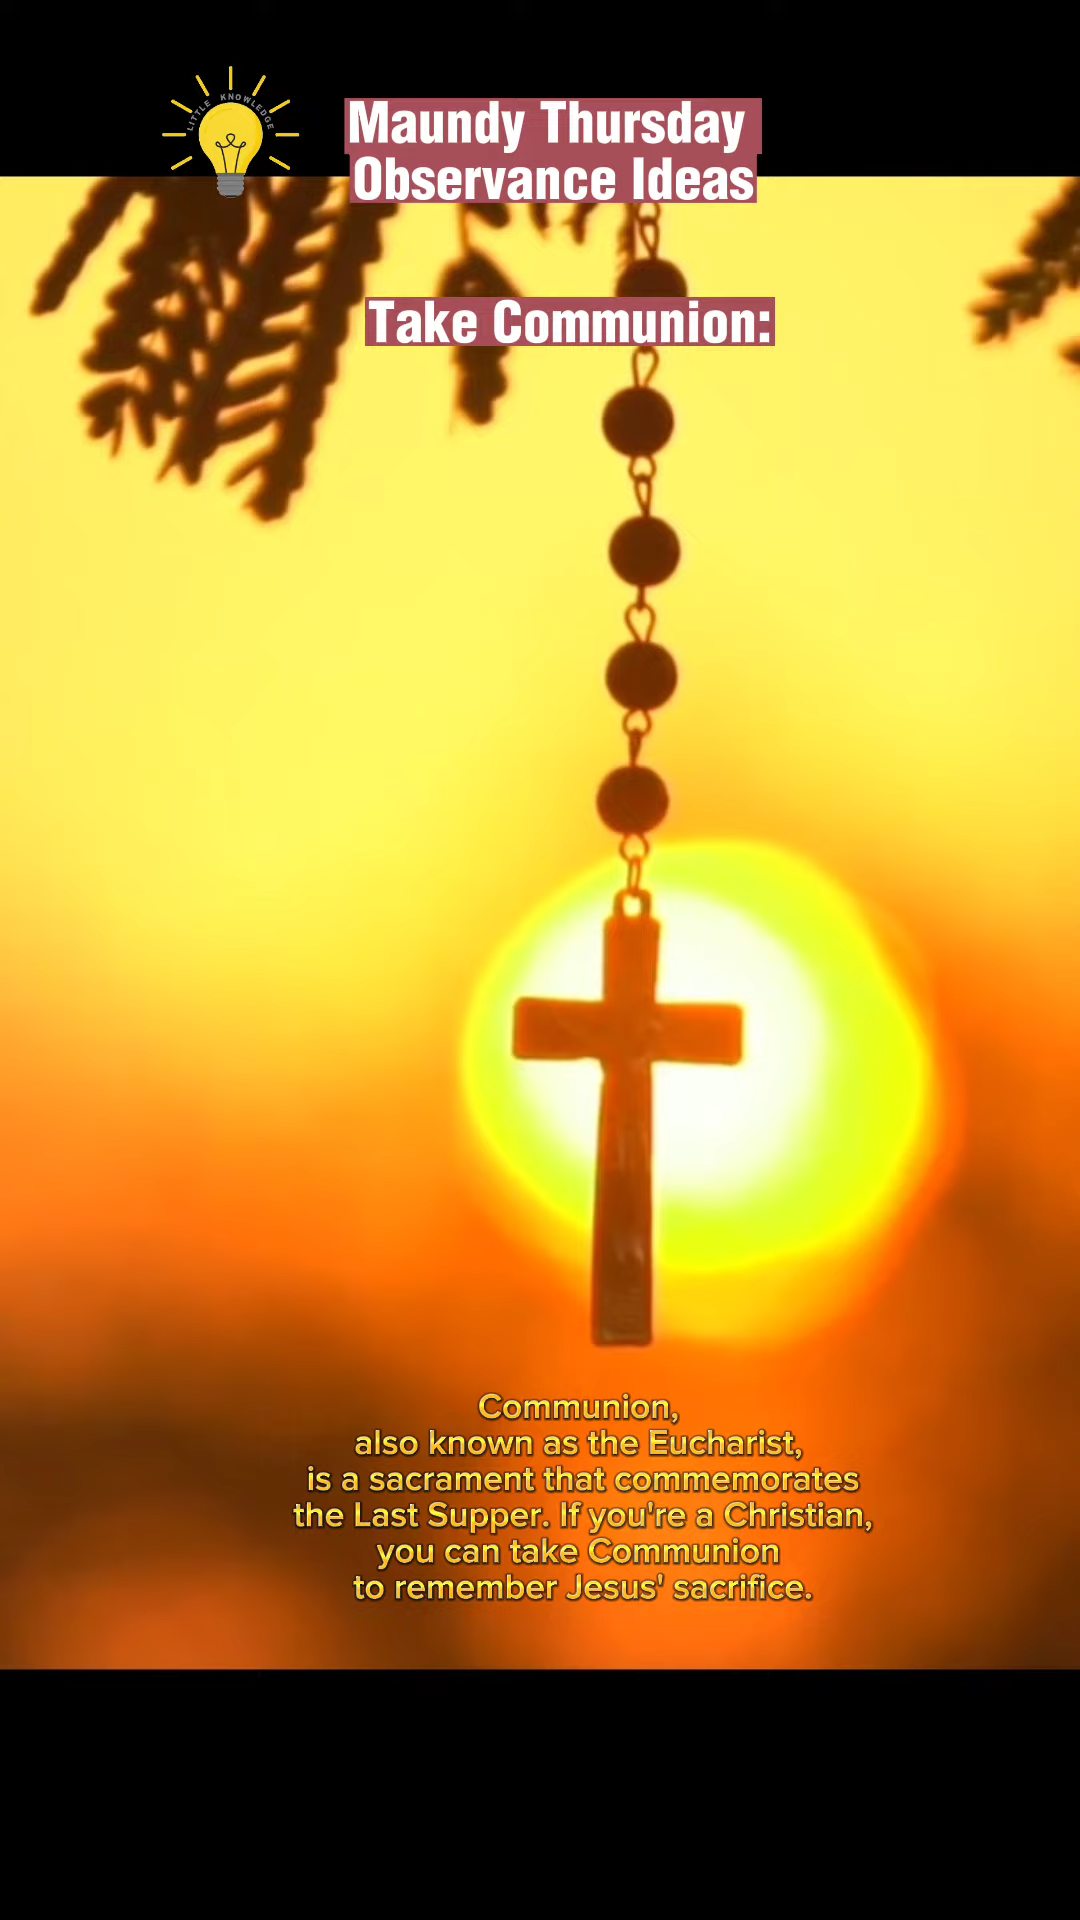 LITTLE KNOWLEDGE
Maundy Thursday
Observance Ideas
Take Communion:
Communion,
also known as the Eucharist,
is a sacrament that commemorates
the Last Supper. If you're a Christian,
you can take Communion
to remember Jesus' sacrifice.